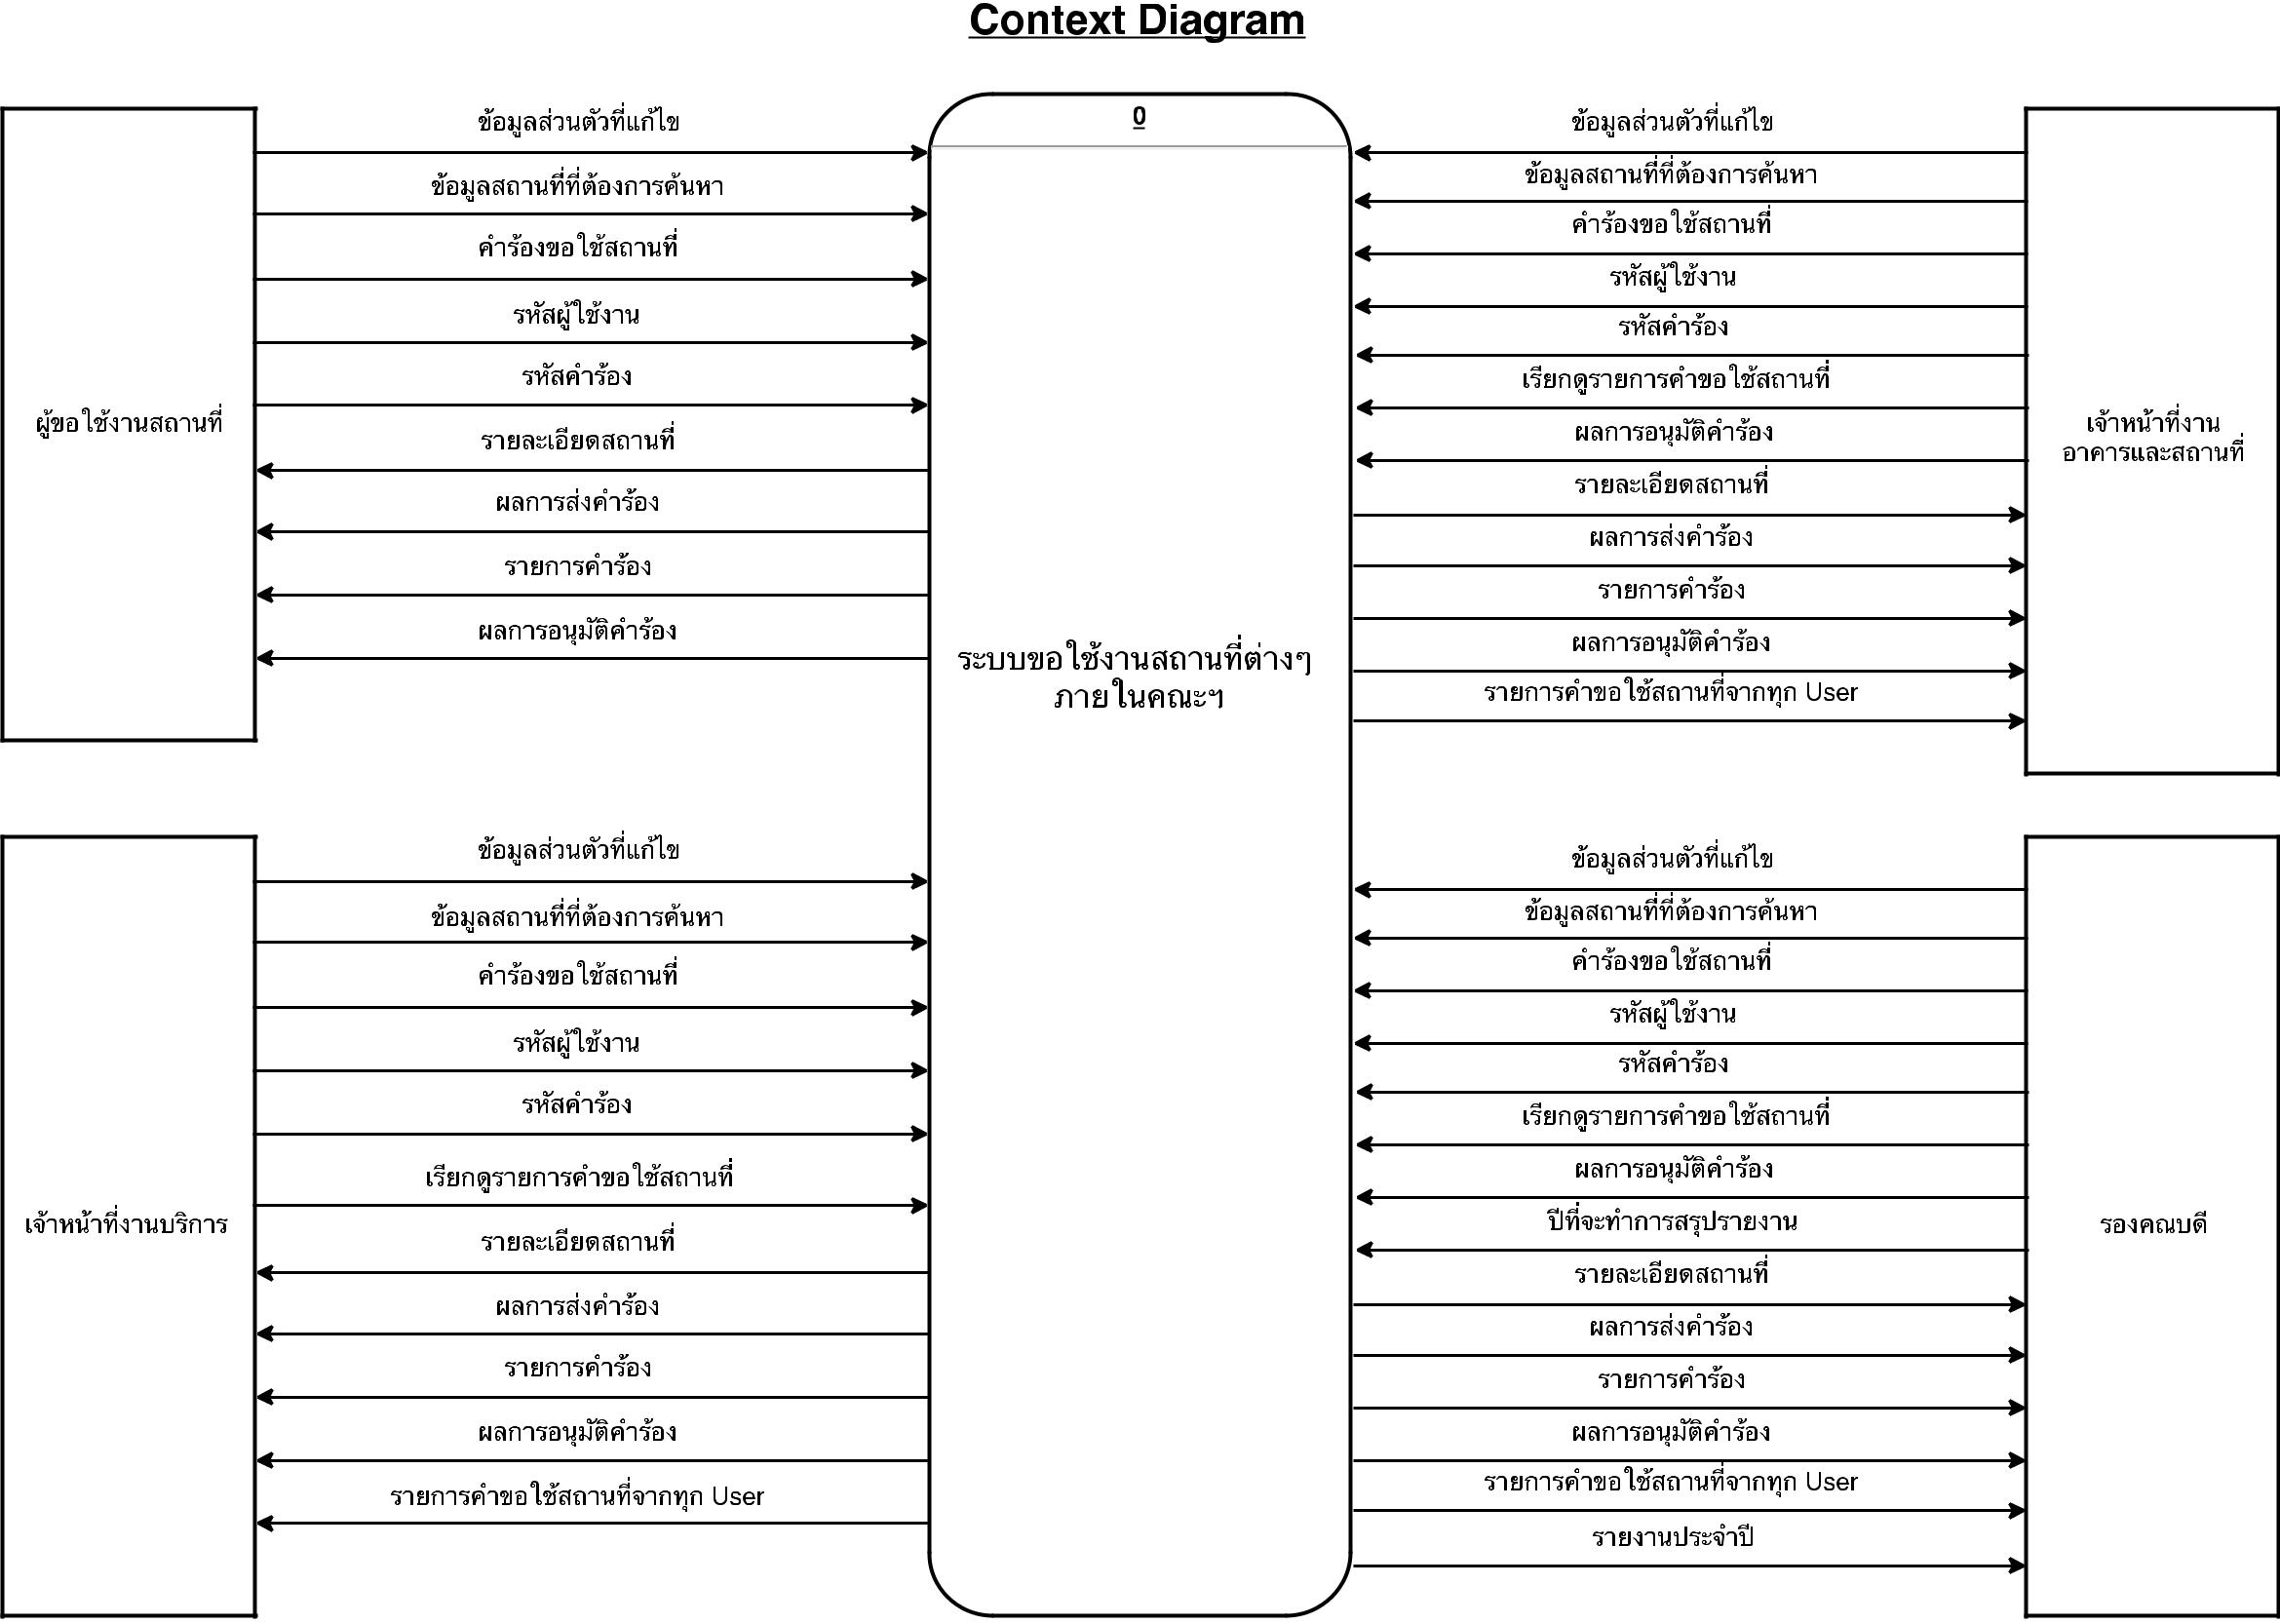 Context Diagram
ผู้ขอใช้งานสถานที่
ข้อมูลส่วนตัวที่แก้ไข
ข้อมูลสถานที่ที่ต้องการค้นหา
คำร้องขอใช้สถานที่
รหัสผู้ใช้งาน
รหัสคำร้อง
รายละเอียดสถานที่
ผลการส่งคำร้อง
รายการคำร้อง
ผลการอนุมัติคำร้อง
0
ระบบขอใช้งานสถานที่ต่างๆ
ภายในคณะฯ
ข้อมูลส่วนตัวที่แก้ไข
ข้อมูลสถานที่ที่ต้องการค้นหา
คำร้องขอใช้สถานที่
รหัสผู้ใช้งาน
รหัสคำร้อง
เรียกดูรายการคำขอใช้สถานที่
ผลการอนุมัติคำร้อง
รายละเอียดสถานที่
ผลการส่งคำร้อง
รายการคำร้อง
ผลการอนุมัติคำร้อง
รายการคำขอใช้สถานที่จากทุก User
เจ้าหน้าที่งาน
อาคารและสถานที่
เจ้าหน้าที่งานบริการ
ข้อมูลส่วนตัวที่แก้ไข
ข้อมูลสถานที่ที่ต้องการค้นหา
คำร้องขอใช้สถานที่
รหัสผู้ใช้งาน
รหัสคำร้อง
เรียกดูรายการคำขอใช้สถานที่
รายละเอียดสถานที่
ผลการส่งคำร้อง
รายการคำร้อง
ผลการอนุมัติคำร้อง
รายการคำขอใช้สถานที่จากทุก User
ข้อมูลส่วนตัวที่แก้ไข
ข้อมูลสถานที่ที่ต้องการค้นหา
คำร้องขอใช้สถานที่
รหัสผู้ใช้งาน
รหัสคำร้อง
เรียกดูรายการคำขอใช้สถานที่
ผลการอนุมัติคำร้อง
ปีที่จะทำการสรุปรายงาน
รายละเอียดสถานที่
ผลการส่งคำร้อง
รายการคำร้อง
ผลการอนุมัติคำร้อง
รายการคำขอใช้สถานที่จากทุก User
รายงานประจำปี
รองคณบดี